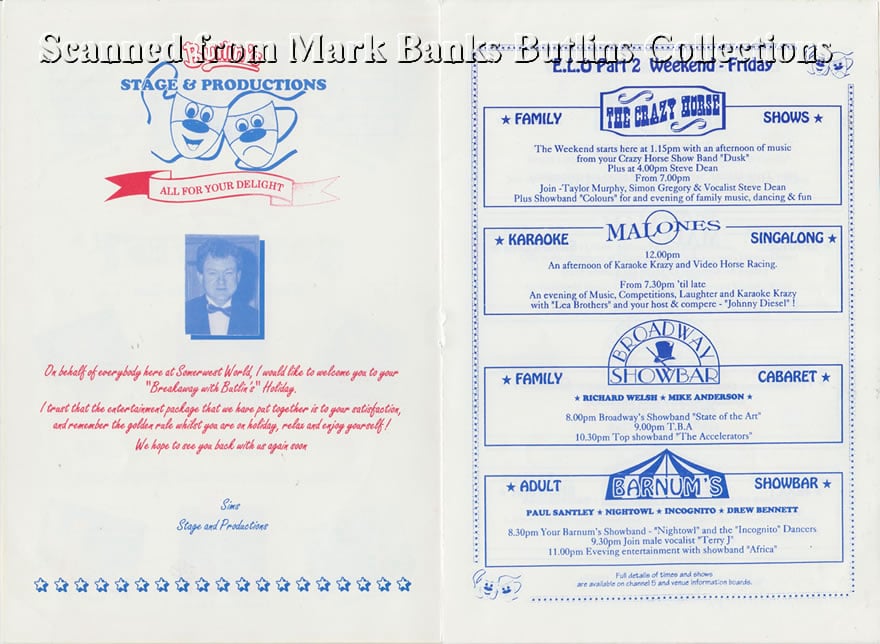 Scanned from Mark Banks Butlins Collections
Butlin's
STAGE & PRODUCTIONS
ALL FOR YOUR DELIGHT
On behalf of everybody here at Somerwest World, I would like to welcome you to your
"Breakaway with Butlin's" Holiday.
I trust that the entertainment package that we have put together is to your satisfaction,
and remember the golden rule whilst you are on holiday, relax and enjoy yourself!
We hope to see you back with us again soon
Sims
Stage and Productions
E.L.O Part 2 Weekend - Friday
★ FAMILY THE CRAZY HORSE SHOWS ★
The Weekend starts here at 1.15pm with an afternoon of music
from your Crazy Horse Show Band "Dusk"
Plus at 4.00pm Steve Dean
From 7.00pm
Join -Taylor Murphy, Simon Gregory & Vocalist Steve Dean
Plus Showband "Colours" for and evening of family music, dancing & fun
★ KARAOKE MALONES SINGALONG ★
12.00pm
An afternoon of Karaoke Krazy and Video Horse Racing.
From 7.30pm 'til late
An evening of Music, Competitions, Laughter and Karaoke Krazy
with "Lea Brothers" and your host & compere - "Johnny Diesel" !
★ FAMILY BROADWAY SHOWBAR CABARET ★
★ RICHARD WELSH ★ MIKE ANDERSON ★
8.00pm Broadway's Showband "State of the Art"
9.00pm T.B.A
10.30pm Top showband "The Accelerators"
★ ADULT BARNUM'S SHOWBAR ★
PAUL SANTLEY ★ NIGHTOWL ★ INCOGNITO ★ DREW BENNETT
8.30pm Your Barnum's Showband - "Nightowl" and the "Incognito" Dancers
9.30pm Join male vocalist "Terry J"
11.00pm Eveving entertainment with showband "Africa"
Full details of times and shows
are available on channel 5 and venue information boards.